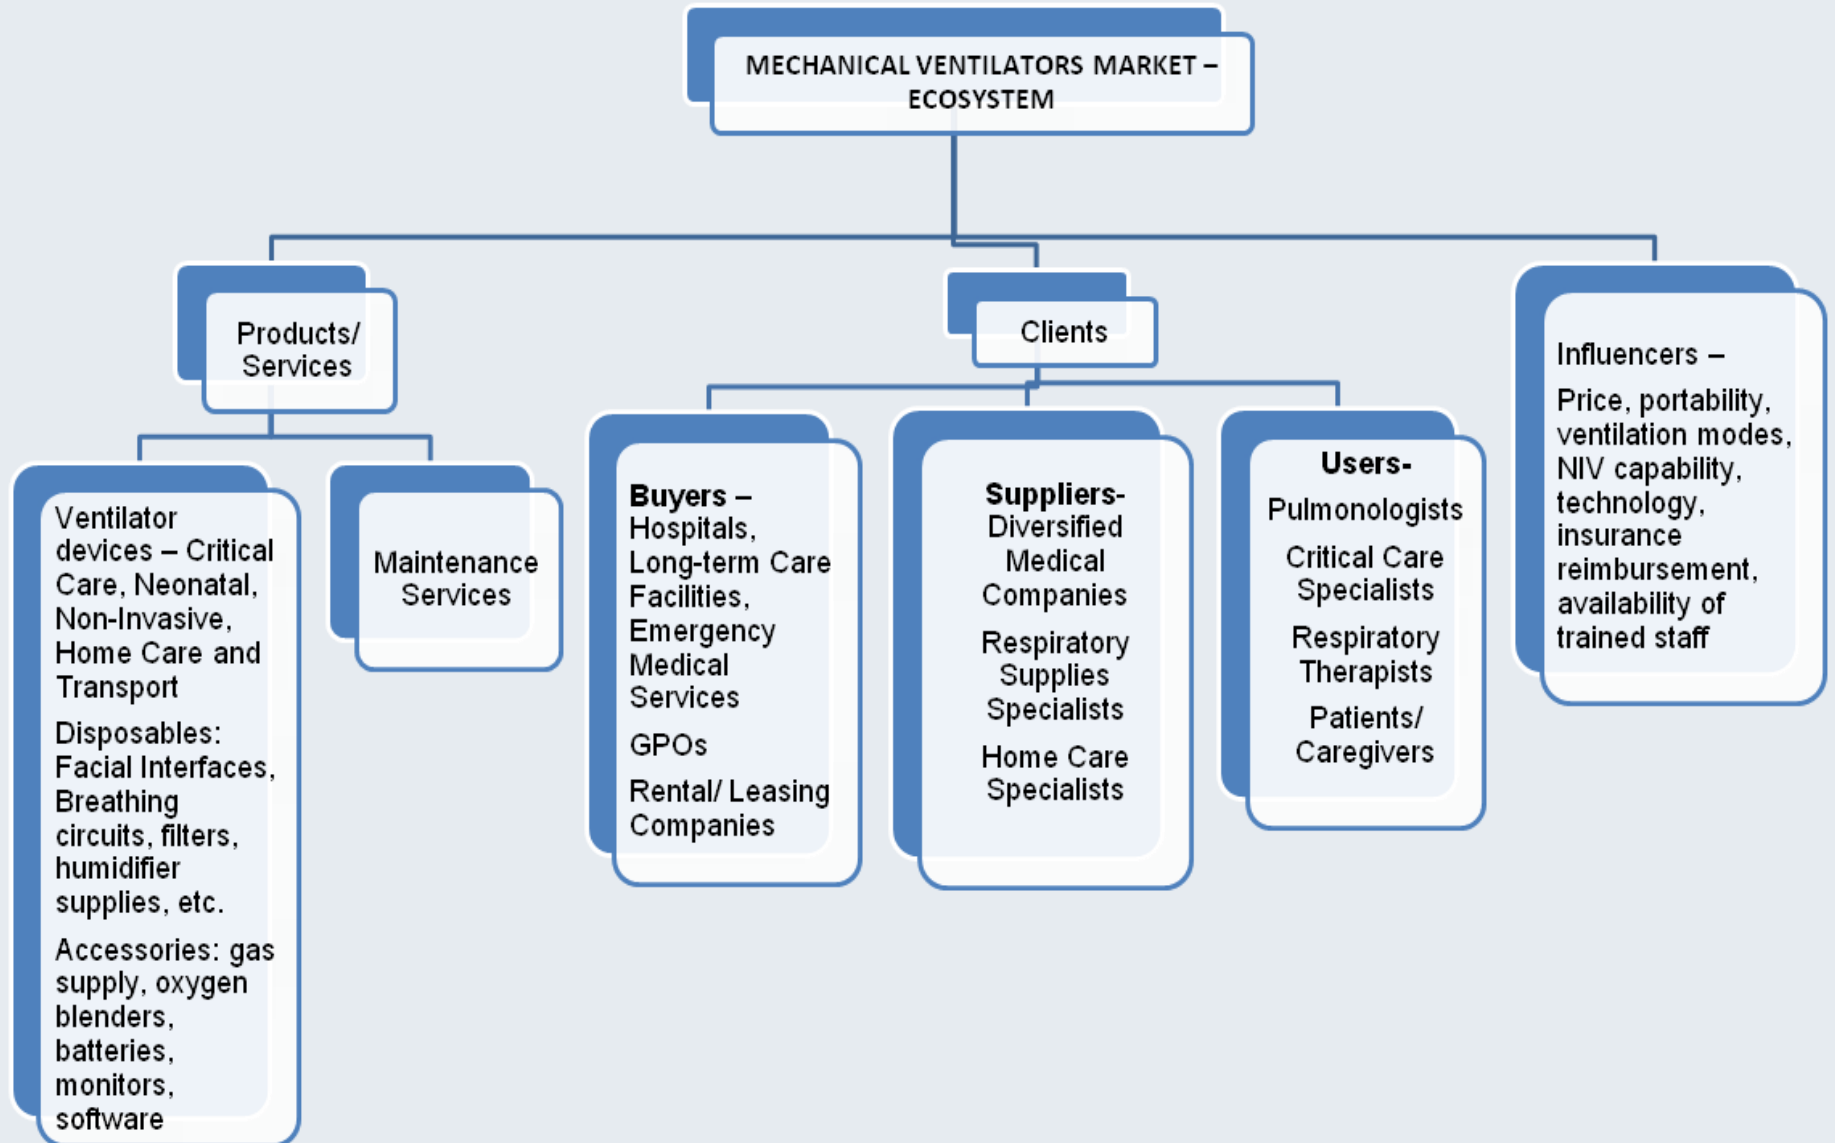 MECHANICAL VENTILATORS MARKET –
ECOSYSTEM
Products/
Services
Clients
Influencers –
Price, portability,
ventilation modes,
NIV capability,
technology,
insurance
reimbursement,
availability of
trained staff
Ventilator
devices – Critical
Care, Neonatal,
Non-Invasive,
Home Care and
Transport
Disposables:
Facial Interfaces,
Breathing
circuits, filters,
humidifier
supplies, etc.
Accessories: gas
supply, oxygen
blenders,
batteries,
monitors,
software
Maintenance
Services
Buyers –
Hospitals,
Long-term Care
Facilities,
Emergency
Medical
Services
GPOs
Rental/ Leasing
Companies
Suppliers-
Diversified
Medical
Companies
Respiratory
Supplies
Specialists
Home Care
Specialists
Users-
Pulmonologists
Critical Care
Specialists
Respiratory
Therapists
Patients/
Caregivers